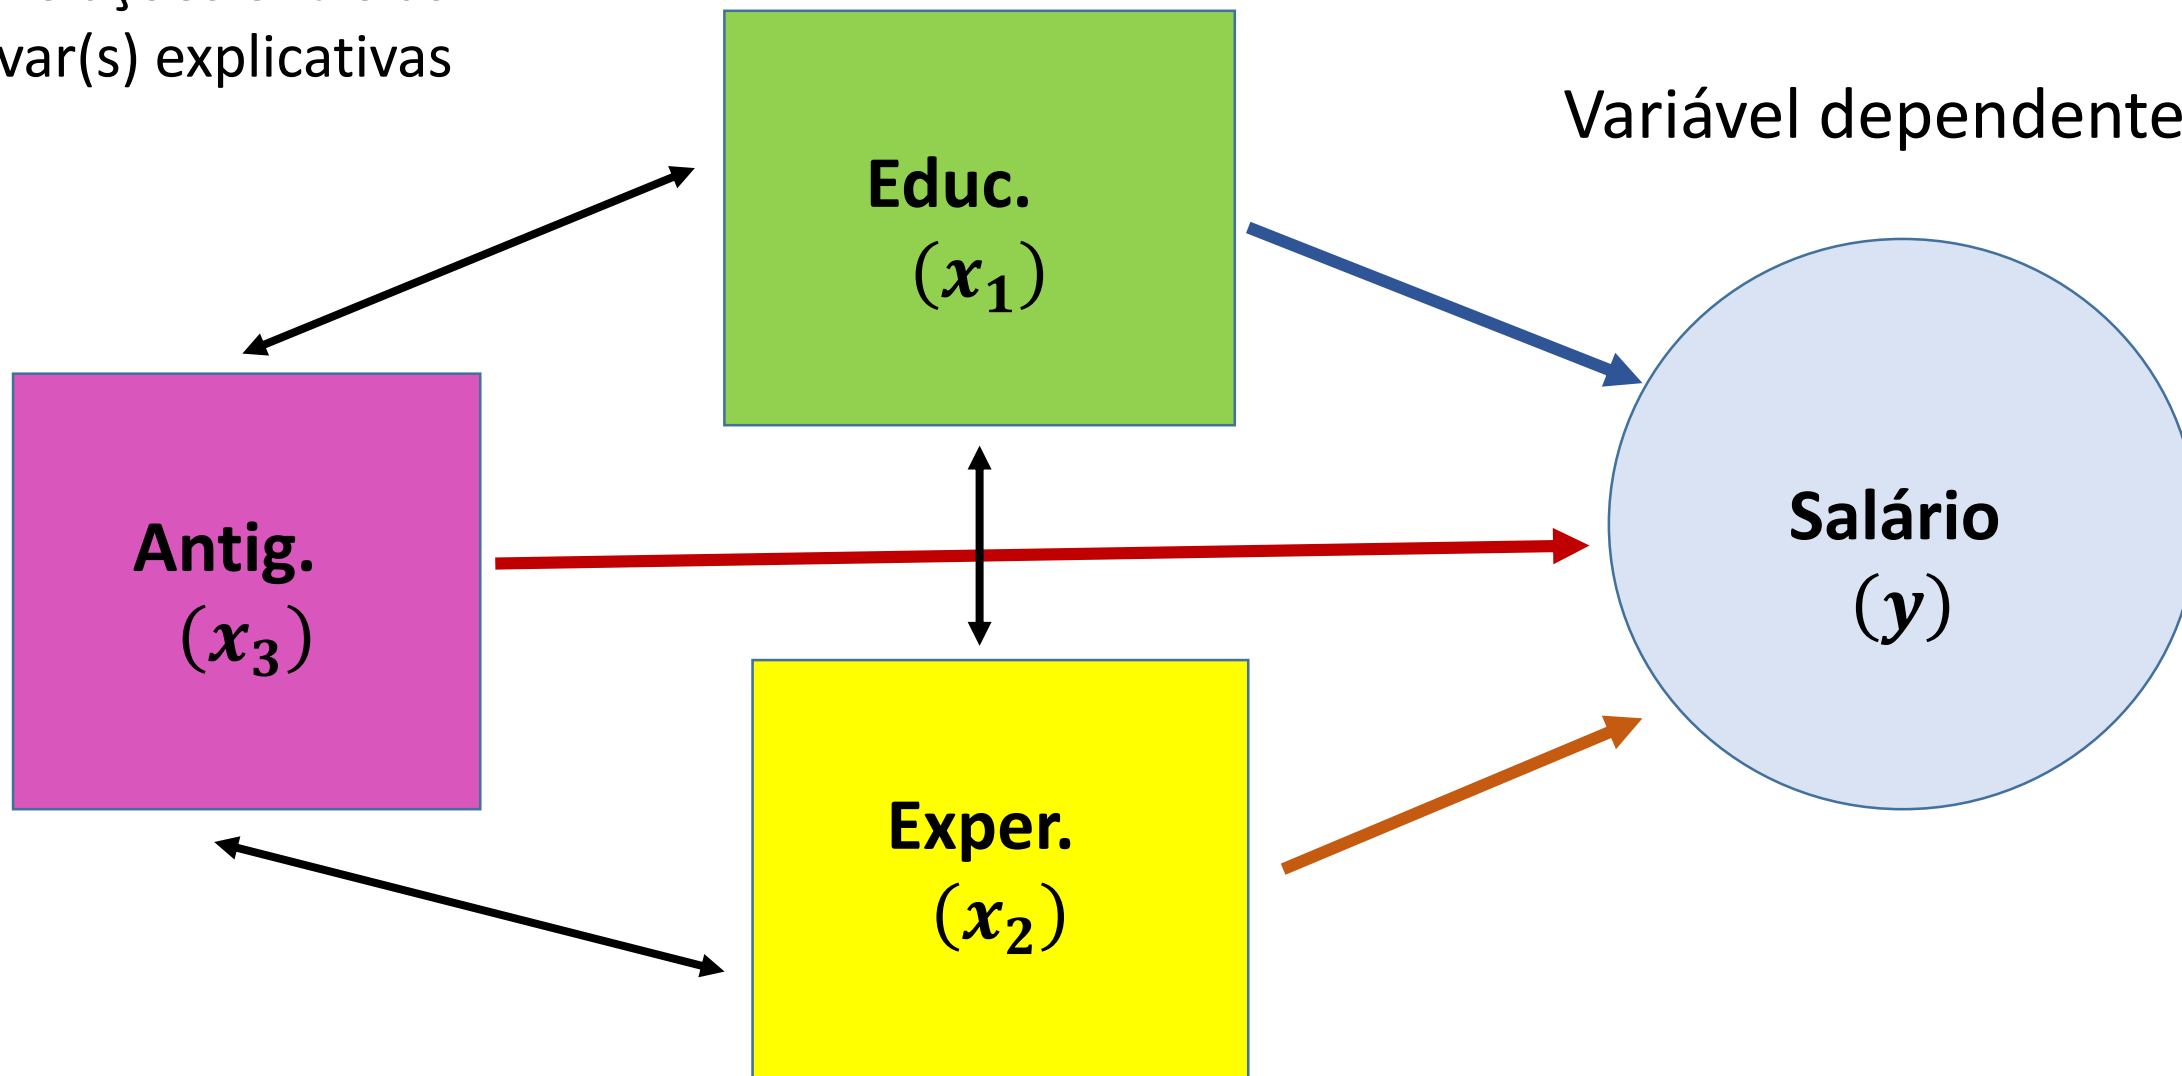 var(s) explicativas
Variável dependente
Educ.
(x₁)
Antig.
(x₃)
Salário
(y)
Exper.
(x₂)